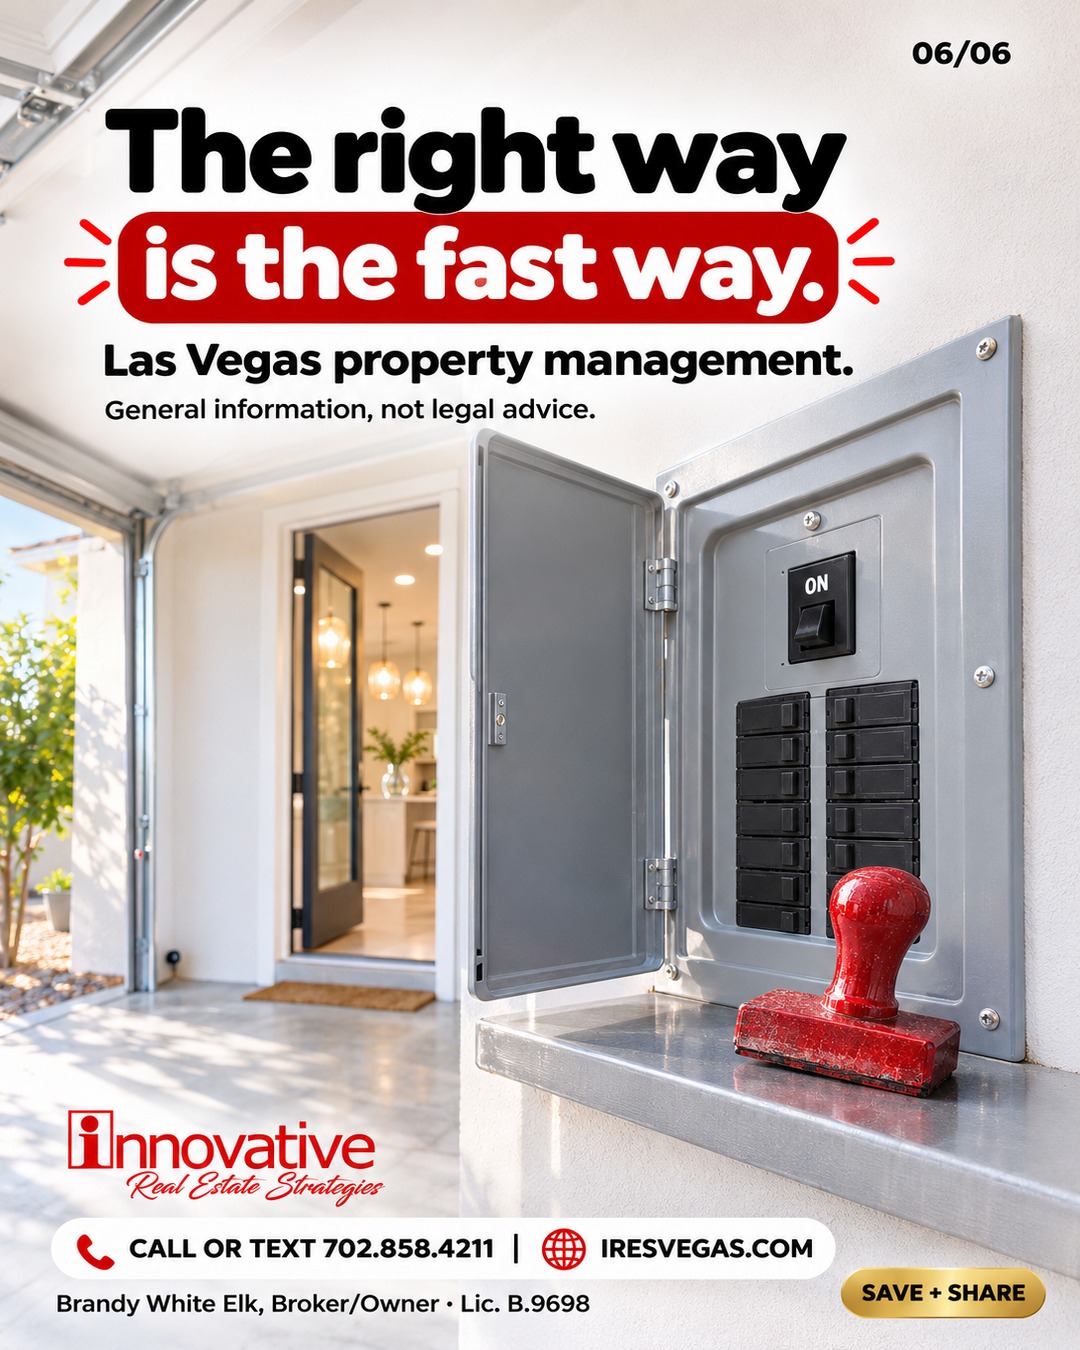 06/06
The right way
is the fast way.
Las Vegas property management.
General information, not legal advice.
ON
innovative
Real Estate Strategies
CALL OR TEXT 702.858.4211 | IRESVEGAS.COM
Brandy White Elk, Broker/Owner • Lic. B.9698
SAVE + SHARE